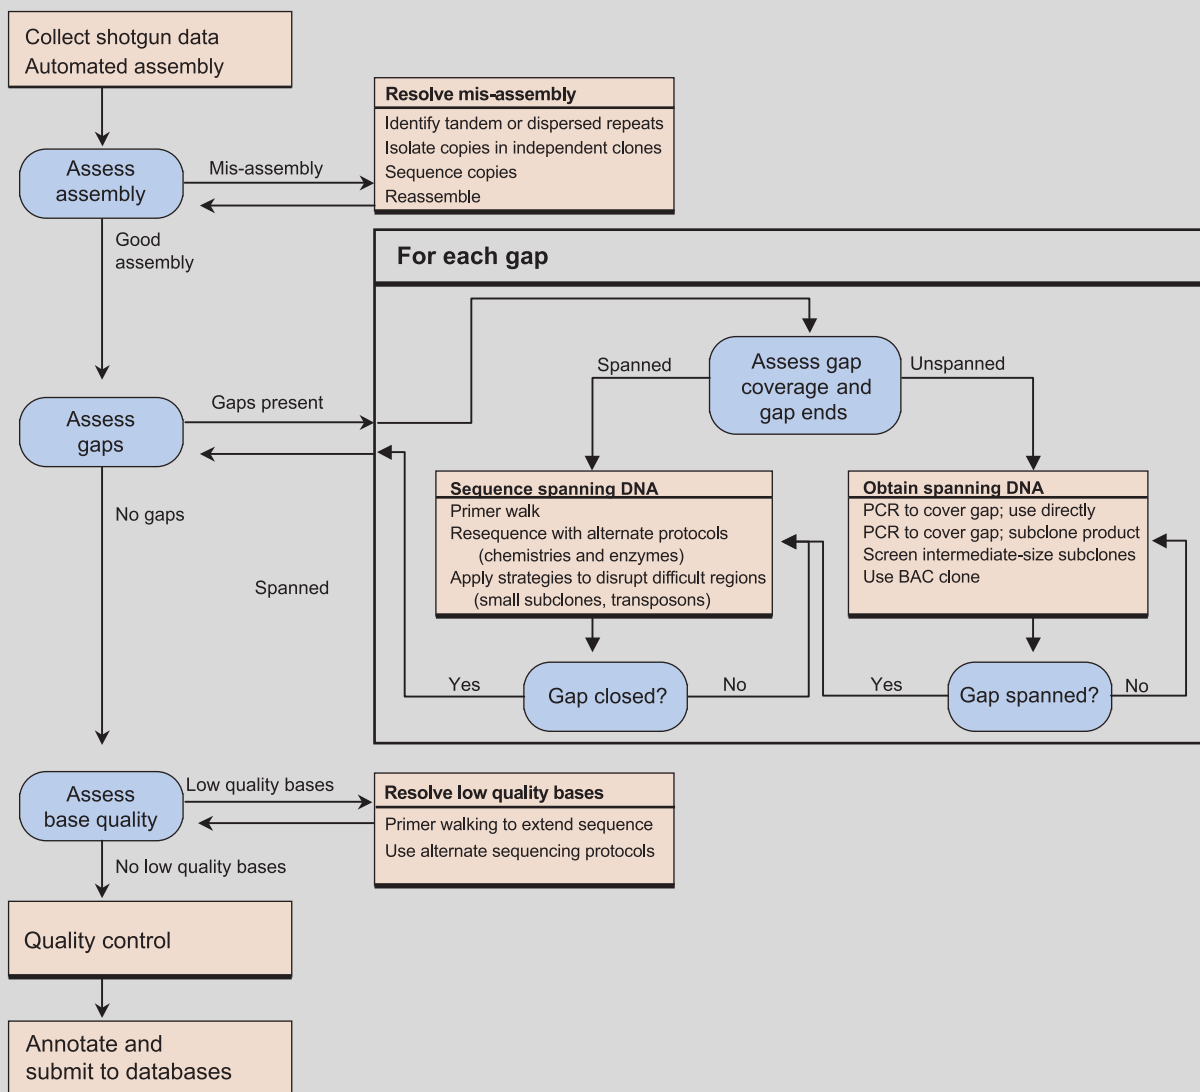 Collect shotgun data
Automated assembly
Resolve mis-assembly
Identify tandem or dispersed repeats
Isolate copies in independent clones
Sequence copies
Reassemble
Assess
assembly
Mis-assembly
Good
assembly
For each gap
Assess gap
coverage and
gap ends
Spanned
Unspanned
Assess
gaps
Gaps present
No gaps
Spanned
Sequence spanning DNA
Primer walk
Resequence with alternate protocols
(chemistries and enzymes)
Apply strategies to disrupt difficult regions
(small subclones, transposons)
Obtain spanning DNA
PCR to cover gap; use directly
PCR to cover gap; subclone product
Screen intermediate-size subclones
Use BAC clone
Yes
Gap closed?
No
Yes
Gap spanned?
No
Assess
base quality
Low quality bases
Resolve low quality bases
Primer walking to extend sequence
Use alternate sequencing protocols
No low quality bases
Quality control
Annotate and
submit to databases